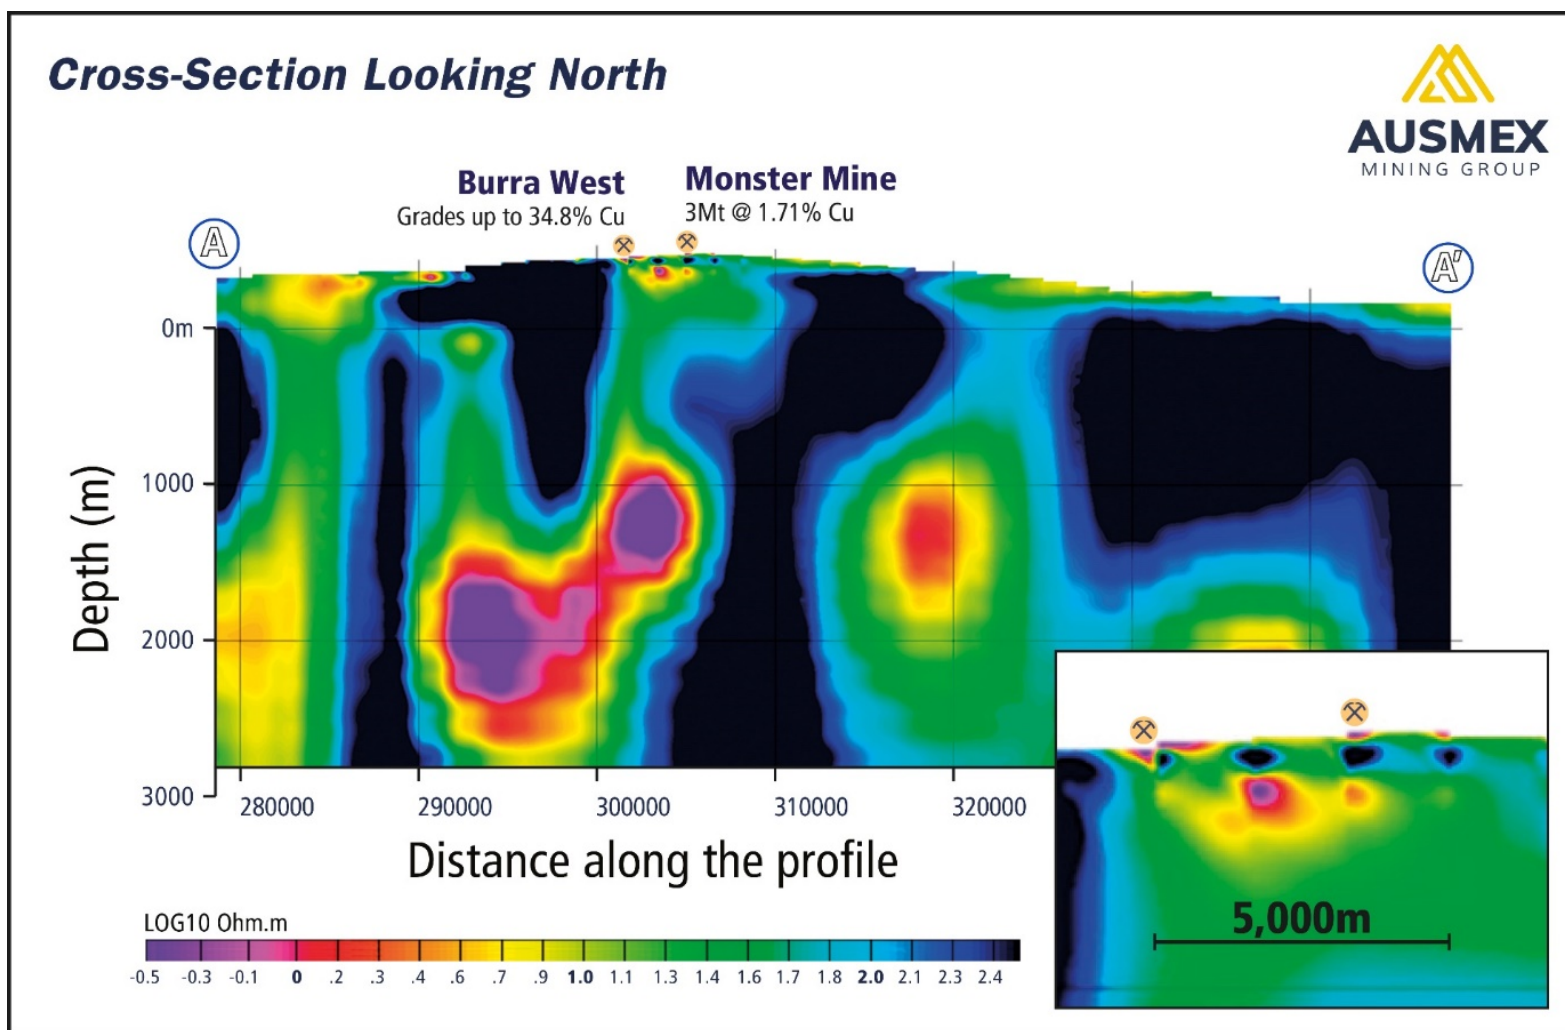 Cross-Section Looking North
AUSMEX
MINING GROUP
Burra West
Grades up to 34.8% Cu
Monster Mine
3Mt @ 1.71% Cu
A
A'
Depth (m)
0m
1000
2000
3000
280000 290000 300000 310000 320000
Distance along the profile
LOG10 Ohm.m
-0.5 -0.3 -0.1 0 .2 .3 .4 .6 .7 .9 1.0 1.1 1.3 1.4 1.6 1.7 1.8 2.0 2.1 2.3 2.4
5,000m